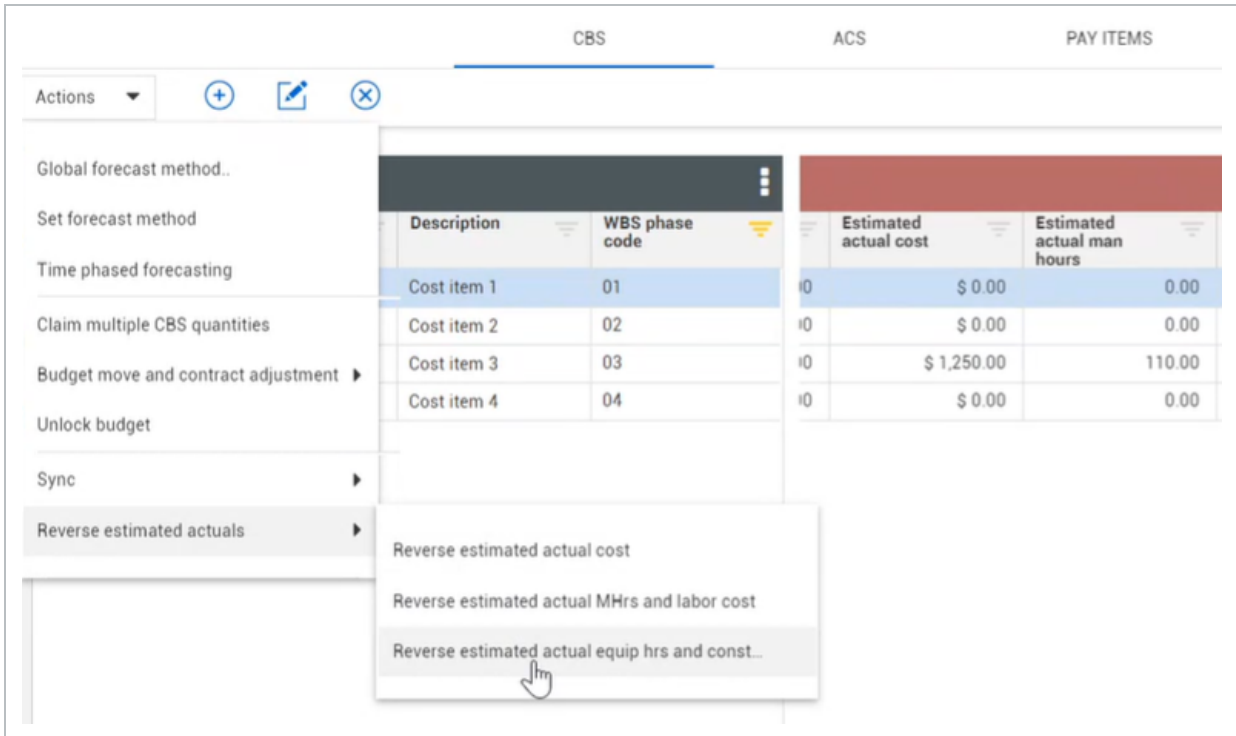 CBS ACS PAY ITEMS
Actions
Global forecast method..
Set forecast method
Time phased forecasting
Claim multiple CBS quantities
Budget move and contract adjustment
Unlock budget
Sync
Reverse estimated actuals
Reverse estimated actual cost
Reverse estimated actual MHrs and labor cost
Reverse estimated actual equip hrs and const...
Description WBS phase code Estimated actual cost Estimated actual man hours
Cost item 1 01 $ 0.00 0.00
Cost item 2 02 $ 0.00 0.00
Cost item 3 03 $ 1,250.00 110.00
Cost item 4 04 $ 0.00 0.00